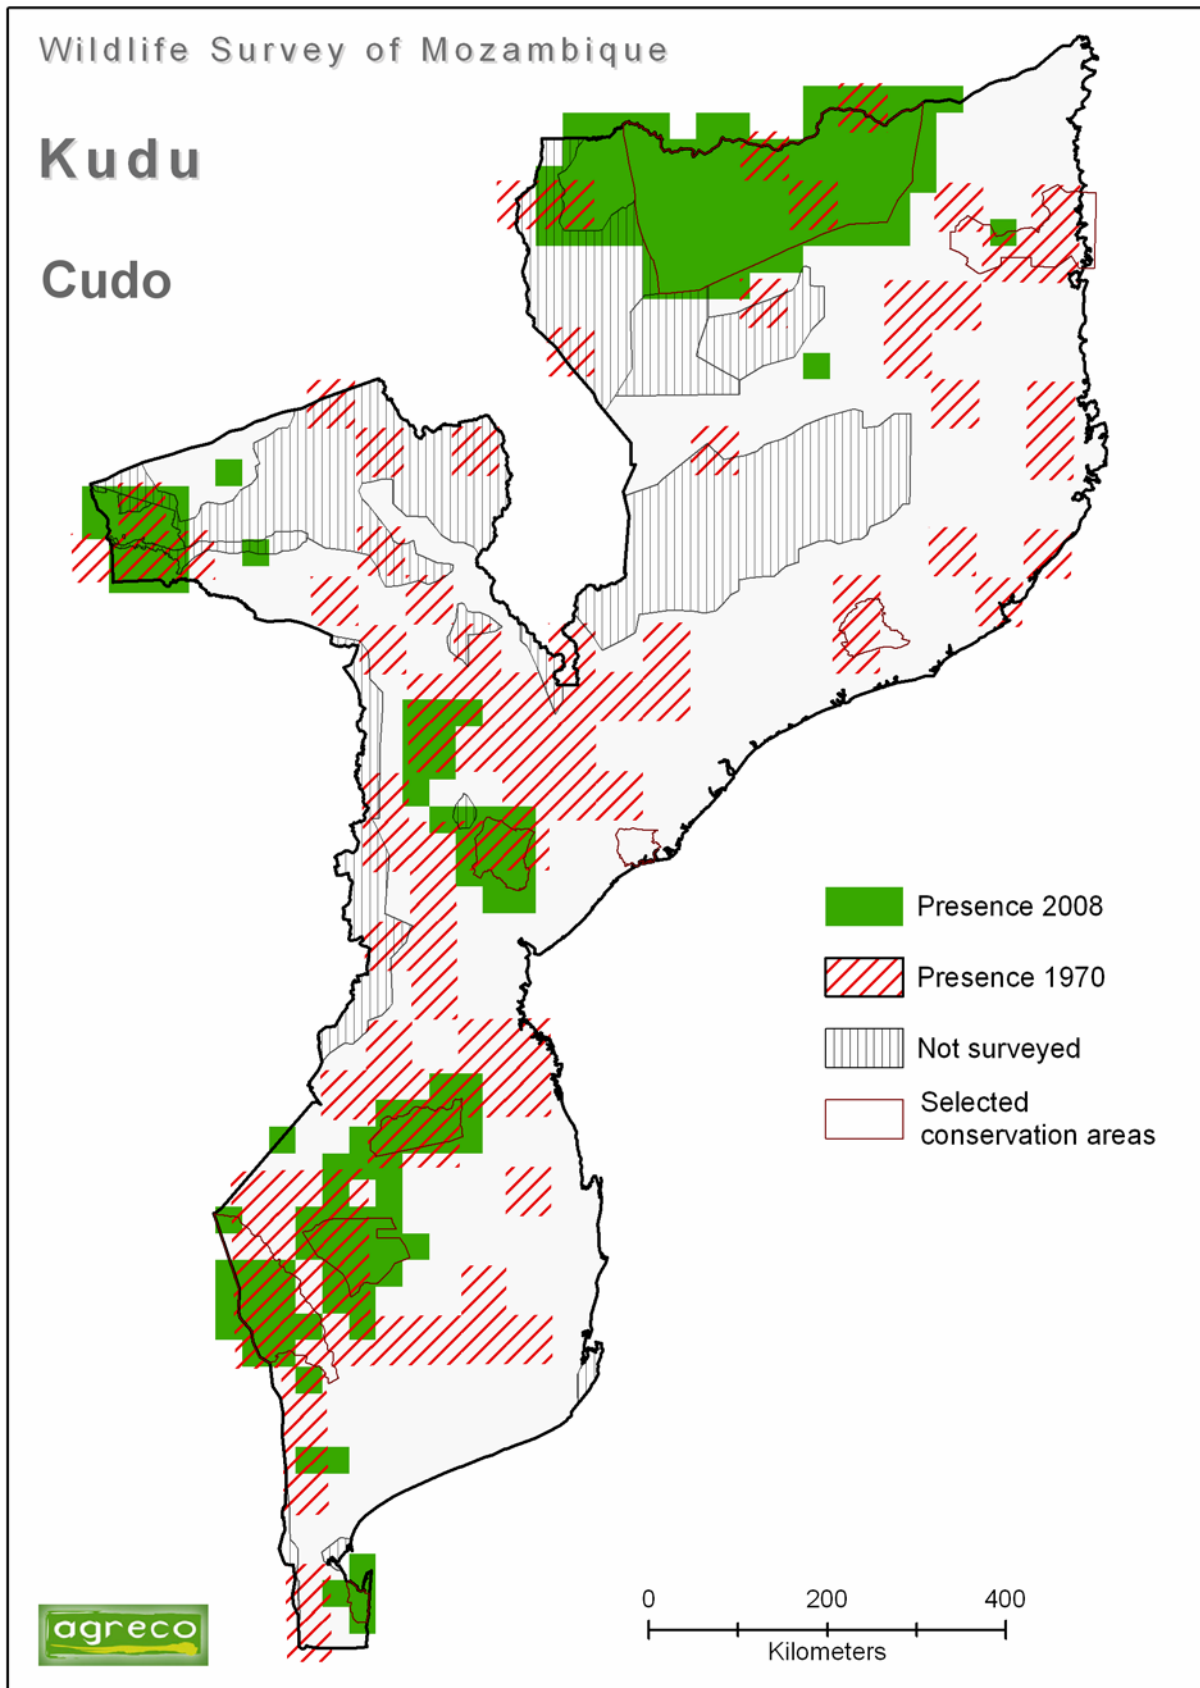 Wildlife Survey of Mozambique
Kudu
Cudo
Presence 2008
Presence 1970
Not surveyed
Selected
conservation areas
agreco
0 200 400
Kilometers